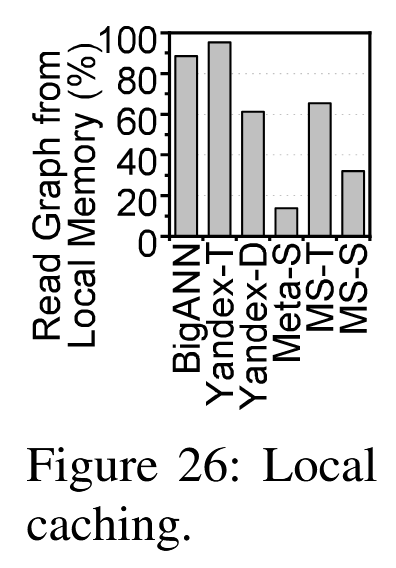 Read Graph from
Local Memory (%)
100
80
60
40
20
0
BigANN
Yandex-T
Yandex-D
Meta-S
MS-T
MS-S
Figure 26: Local
caching.